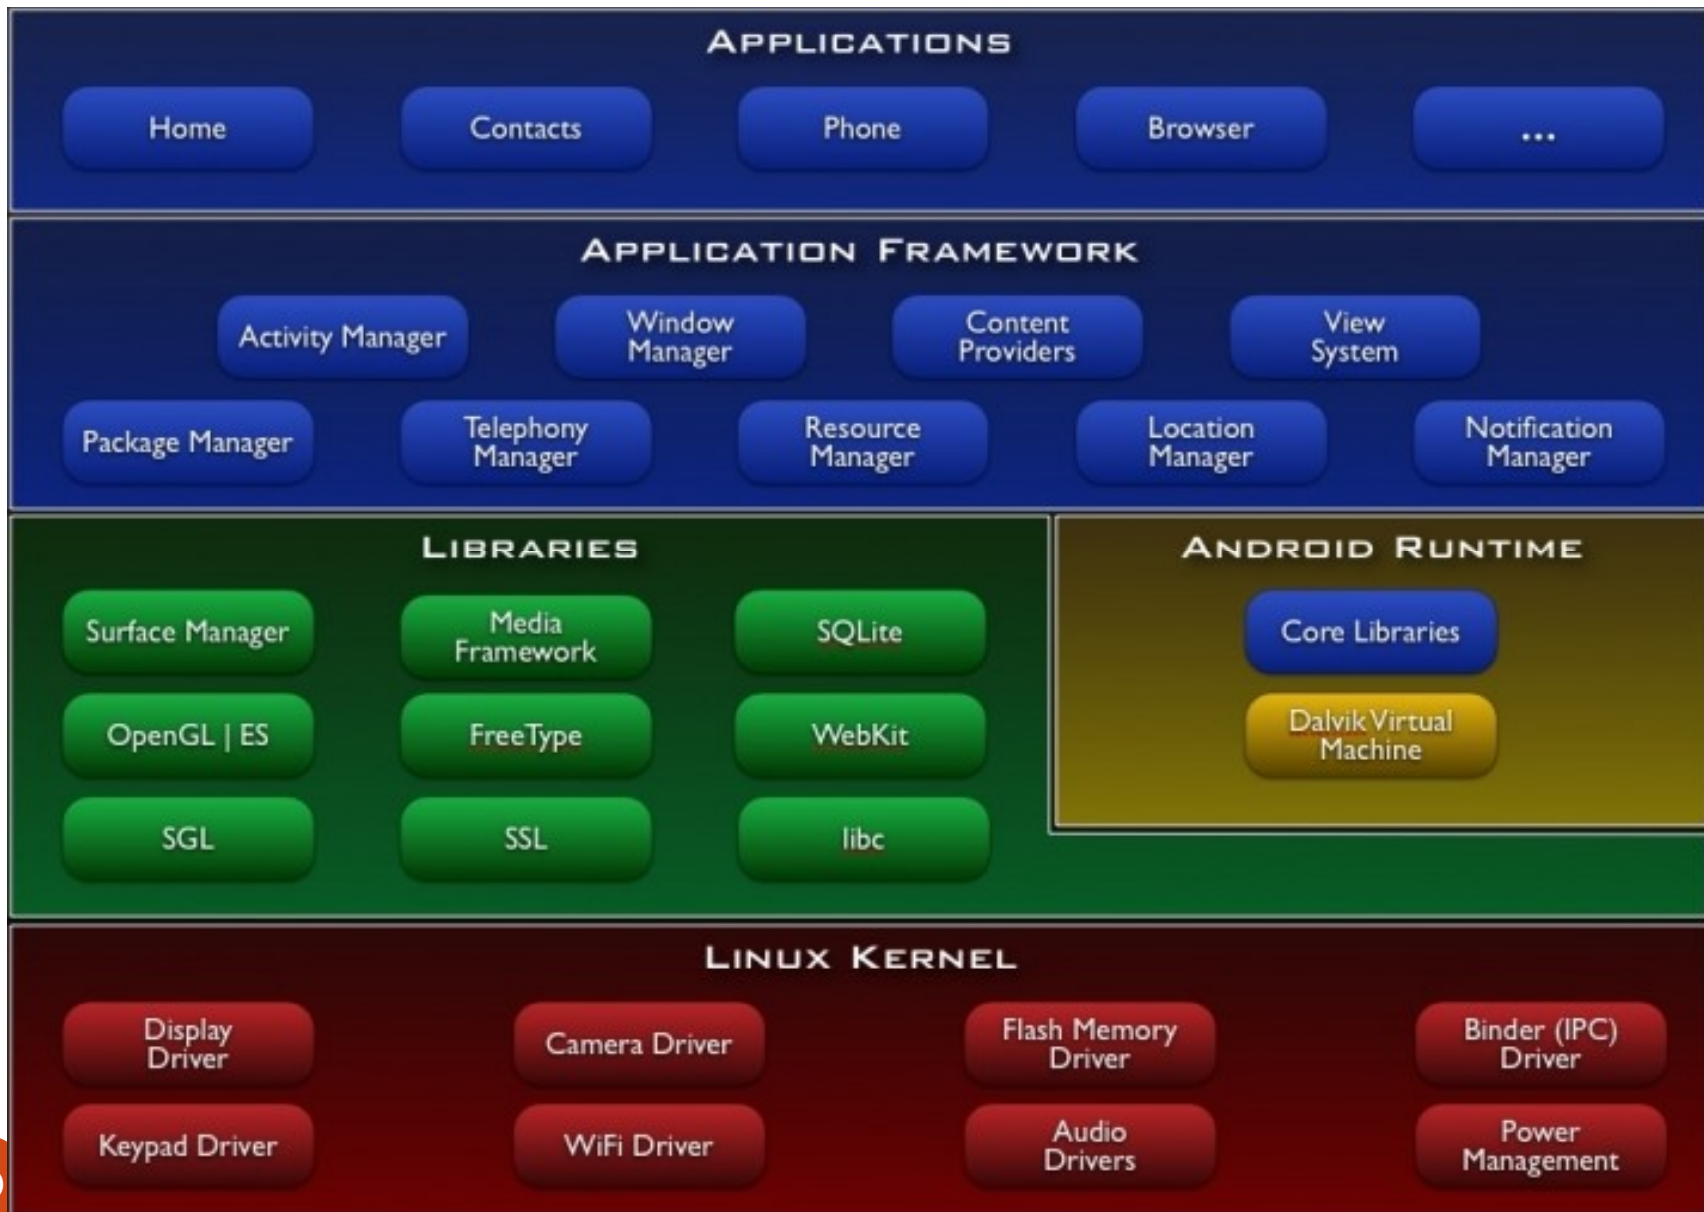 APPLICATIONS
Home
Contacts
Phone
Browser
...
APPLICATION FRAMEWORK
Activity Manager
Window
Manager
Content
Providers
View
System
Package Manager
Telephony
Manager
Resource
Manager
Location
Manager
Notification
Manager
LIBRARIES
Surface Manager
Media
Framework
SQLite
OpenGL | ES
FreeType
WebKit
SGL
SSL
libc
ANDROID RUNTIME
Core Libraries
Dalvik Virtual
Machine
LINUX KERNEL
Display
Driver
Camera Driver
Flash Memory
Driver
Binder (IPC)
Driver
Keypad Driver
WiFi Driver
Audio
Drivers
Power
Management